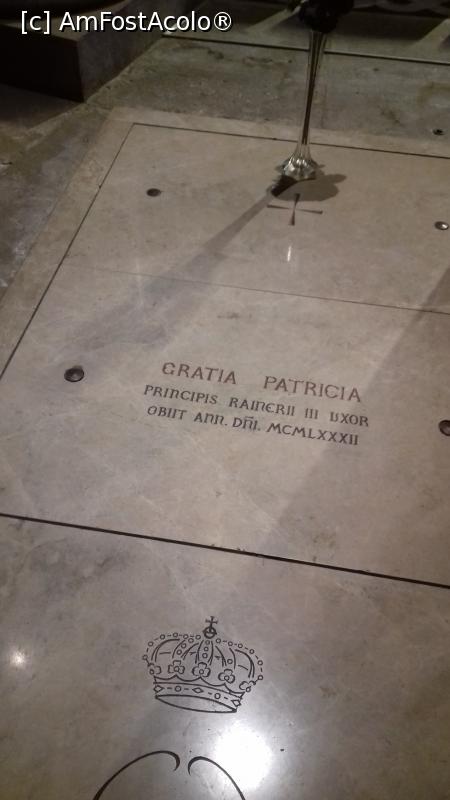 [c] AmFostAcolo®
GRATIA PATRICIA
PRINCIPIS RAINERII III UXOR
OBIIT ANN. DNI. MCMLXXXII